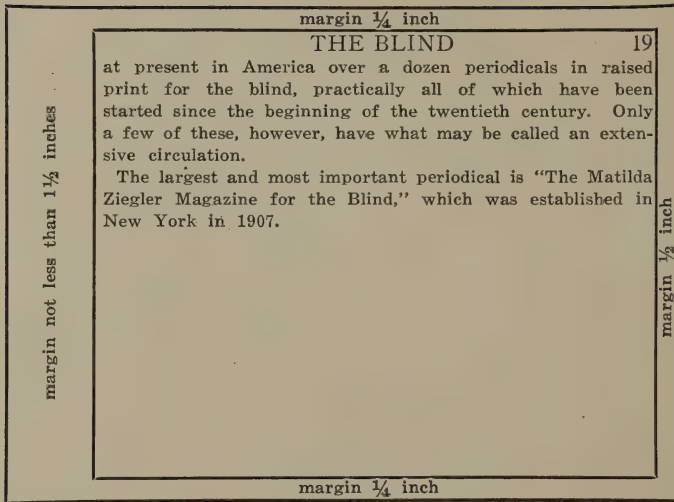 margin ¼ inch
THE BLIND 19
at present in America over a dozen periodicals in raised
print for the blind, practically all of which have been
started since the beginning of the twentieth century. Only
a few of these, however, have what may be called an exten-
sive circulation.
The largest and most important periodical is “The Matilda
Ziegler Magazine for the Blind,” which was established in
New York in 1907.
margin not less than 1½ inches
margin ½ inch
margin ¼ inch